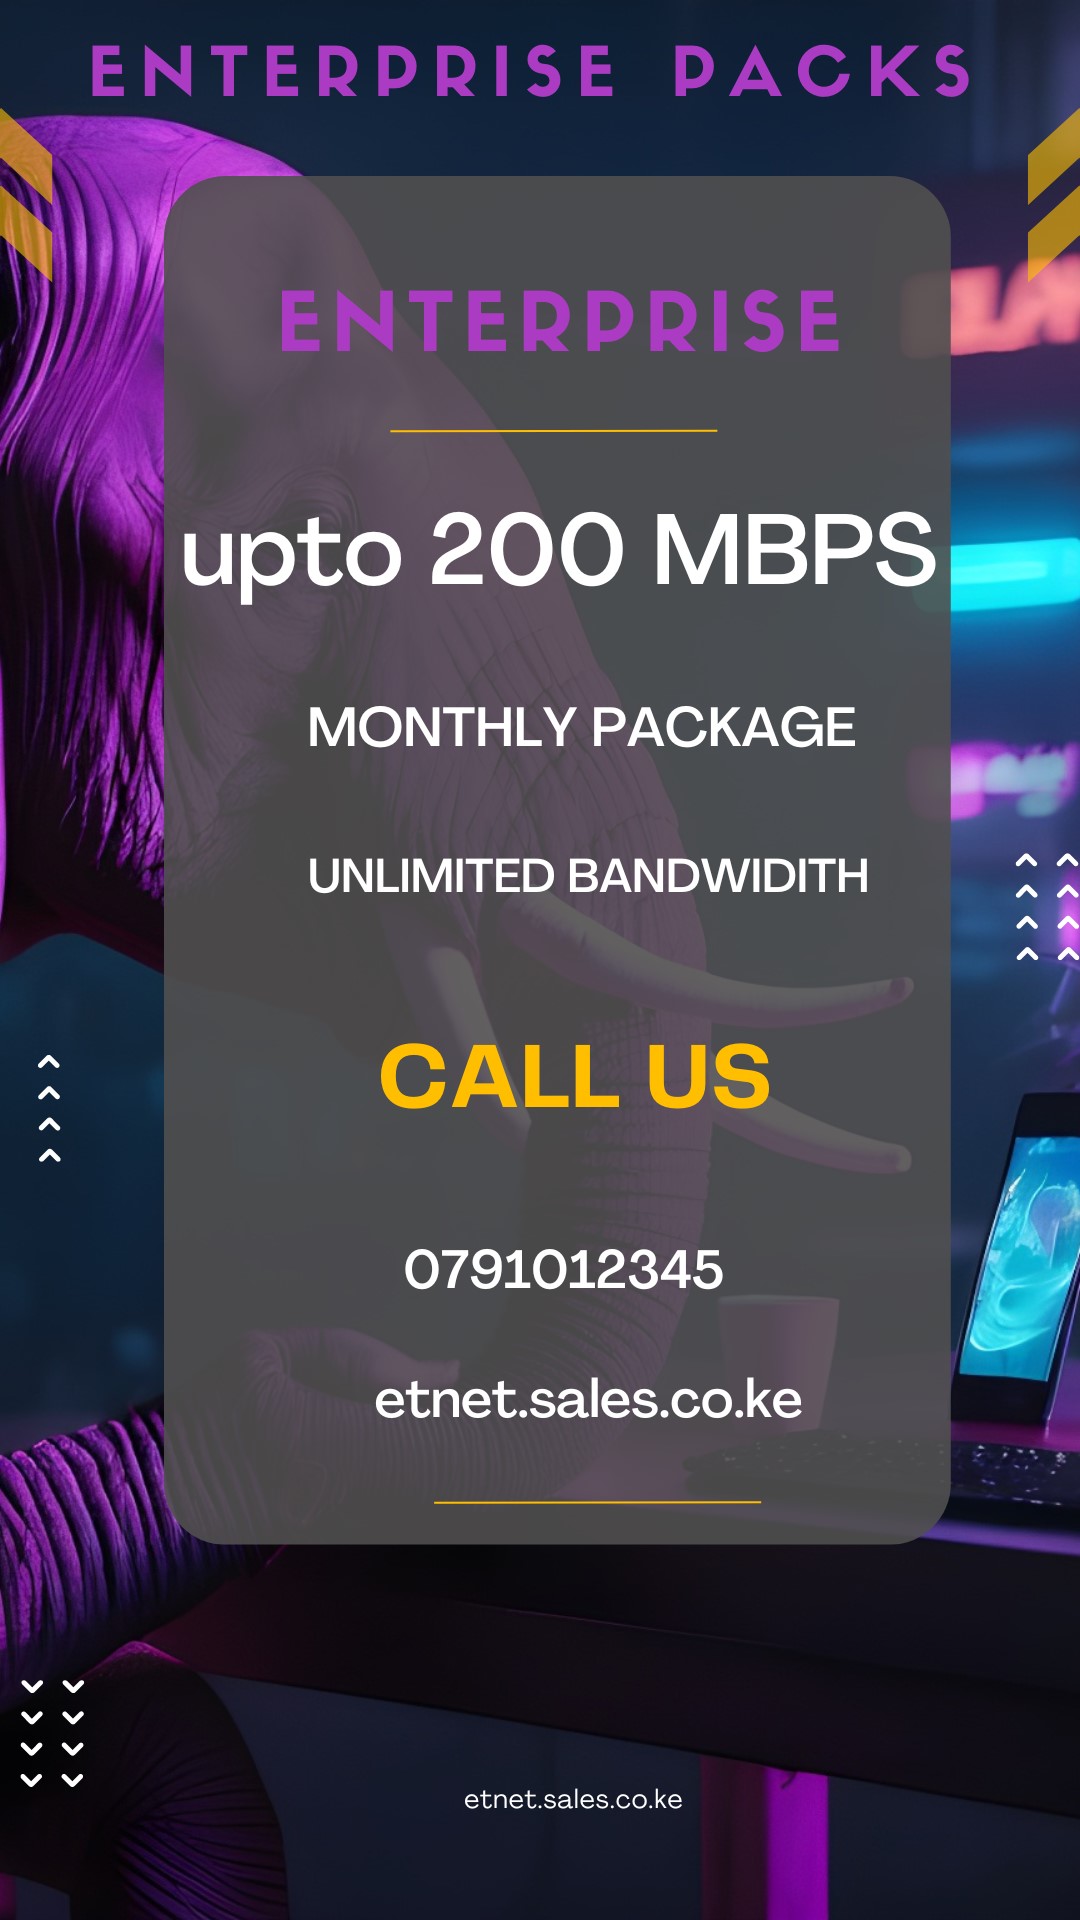 ENTERPRISE PACKS
ENTERPRISE
upto 200 MBPS
MONTHLY PACKAGE
UNLIMITED BANDWIDITH
CALL US
0791012345
etnet.sales.co.ke
etnet.sales.co.ke